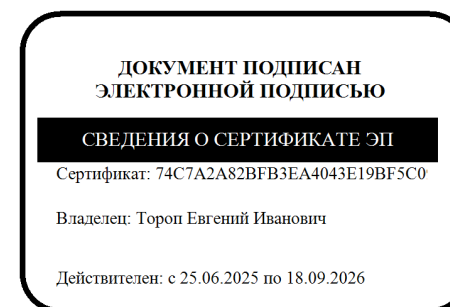 ДОКУМЕНТ ПОДПИСАН
ЭЛЕКТРОННОЙ ПОДПИСЬЮ
СВЕДЕНИЯ О СЕРТИФИКАТЕ ЭП
Сертификат: 74C7A2A82BFB3EA4043E19BF5C0
Владелец: Тороп Евгений Иванович
Действителен: с 25.06.2025 по 18.09.2026